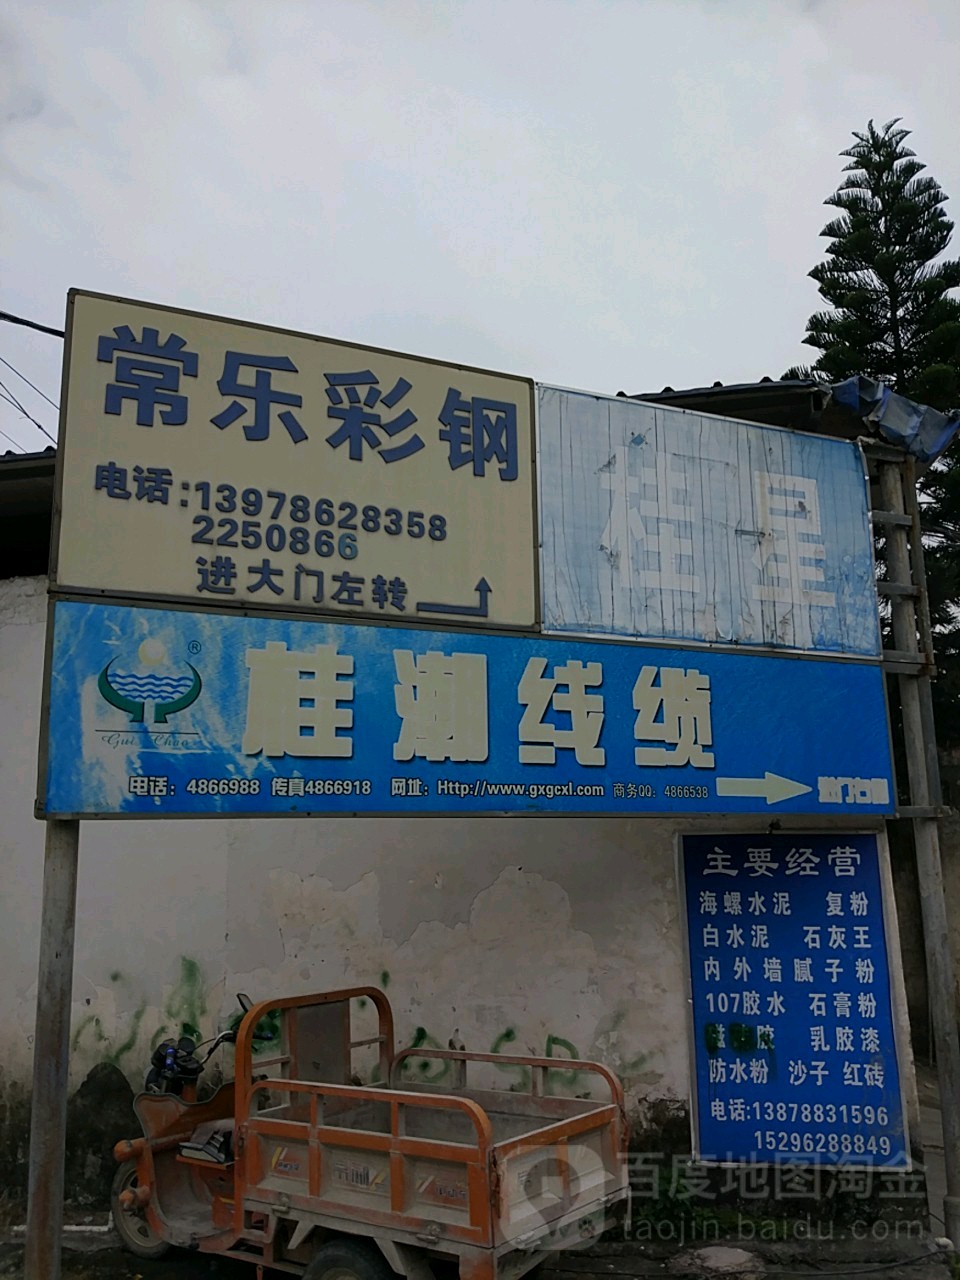 常乐彩钢
电话:13978628358
2250866
进大门左转
桂星
®
Gui Chao
桂潮线缆
电话：4866988 传真4866918 网址：Http://www.gxgcxl.com 商务QQ：4866538
主要经营
海螺水泥 复粉
白水泥 石灰王
内外墙腻子粉
107胶水 石膏粉
胶 乳胶漆
防水粉 沙子 红砖
电话:13878831596
15296288849
百度地图淘金
taojin.baidu.com